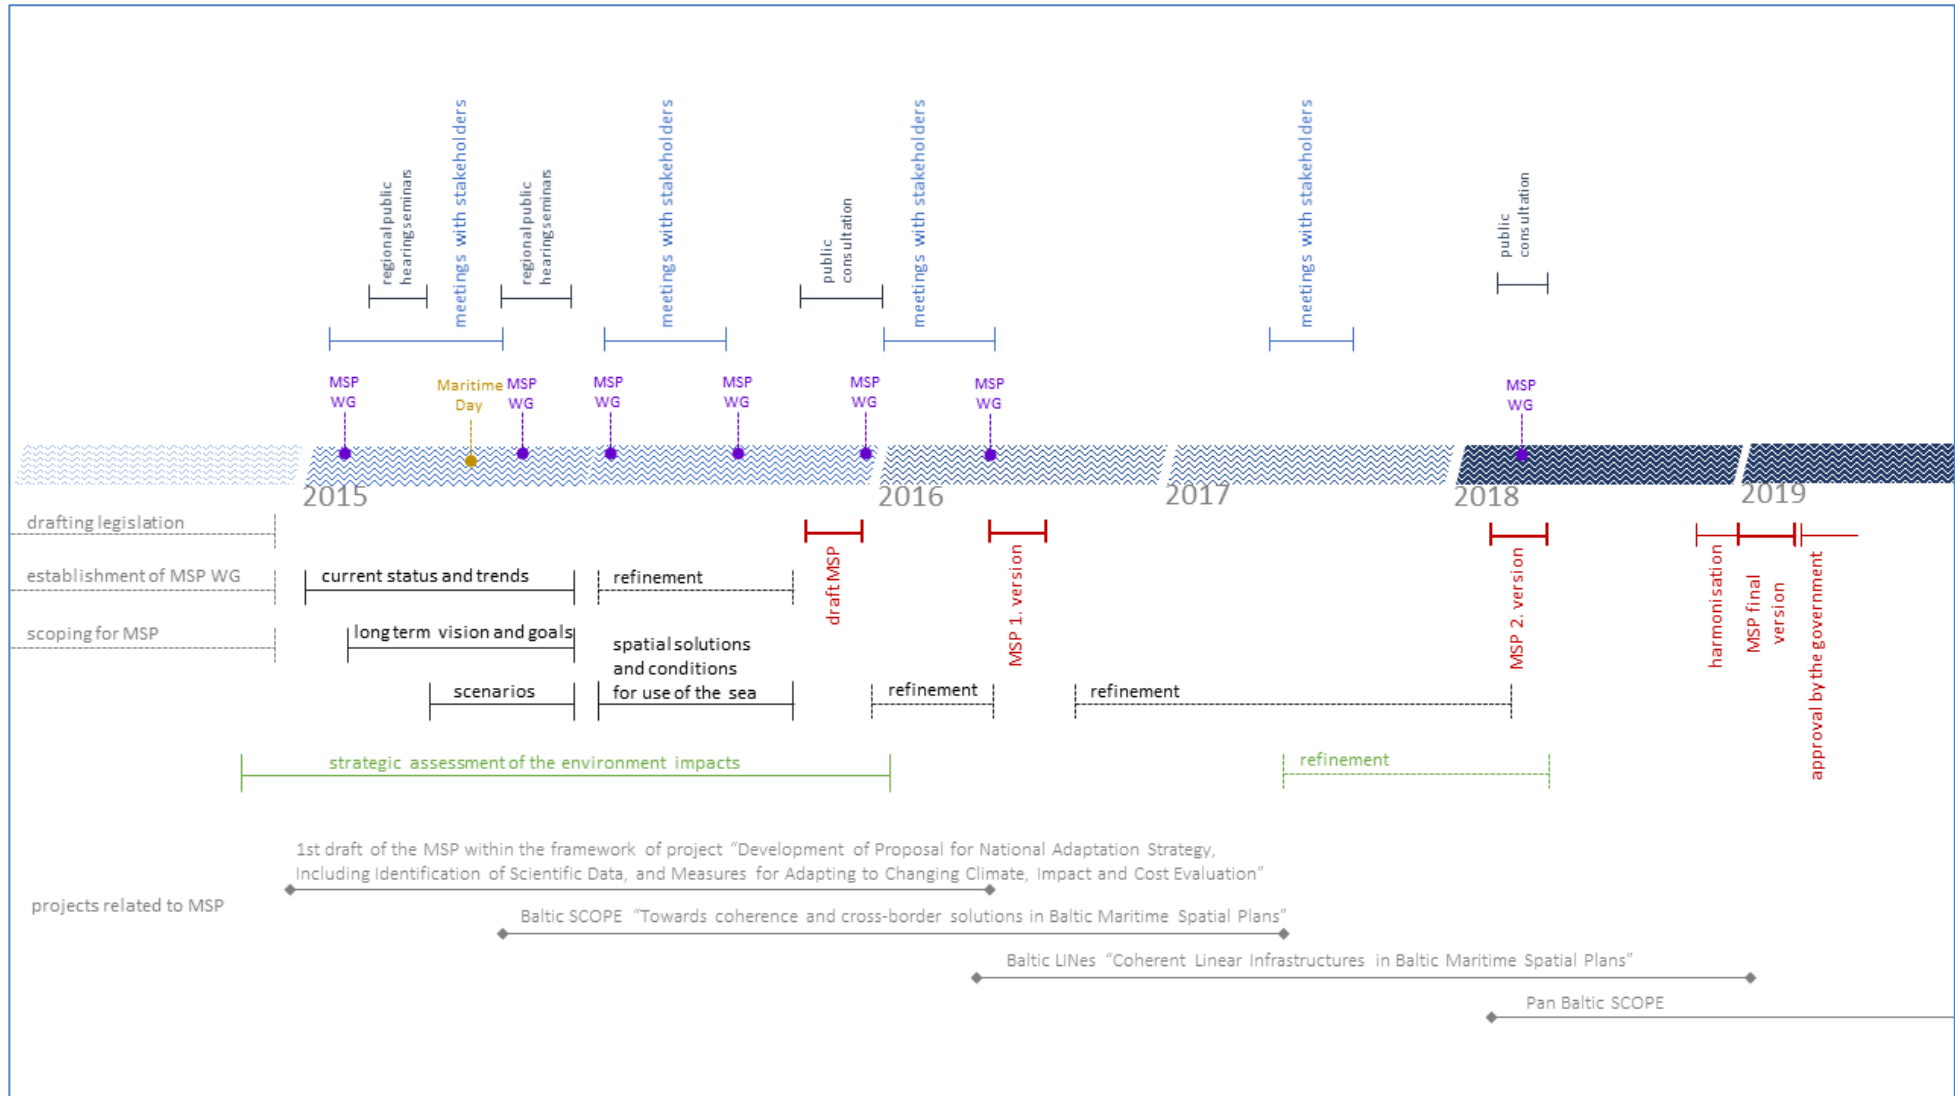 regional public
hearing seminars
meetings with stakeholders
regional public
hearing seminars
meetings with stakeholders
public
consultation
meetings with stakeholders
meetings with stakeholders
public
consultation
MSP
WG
Maritime
Day
MSP
WG
MSP
WG
MSP
WG
MSP
WG
MSP
WG
MSP
WG
2015
2016
2017
2018
2019
drafting legislation
establishment of MSP WG
scoping for MSP
current status and trends
long term vision and goals
scenarios
refinement
spatial solutions
and conditions
for use of the sea
draft MSP
refinement
MSP 1. version
refinement
MSP 2. version
harmonisation
MSP final
version
approval by the government
strategic assessment of the environment impacts
refinement
projects related to MSP
1st draft of the MSP within the framework of project “Development of Proposal for National Adaptation Strategy,
Including Identification of Scientific Data, and Measures for Adapting to Changing Climate, Impact and Cost Evaluation”
Baltic SCOPE “Towards coherence and cross-border solutions in Baltic Maritime Spatial Plans”
Baltic LINes “Coherent Linear Infrastructures in Baltic Maritime Spatial Plans”
Pan Baltic SCOPE